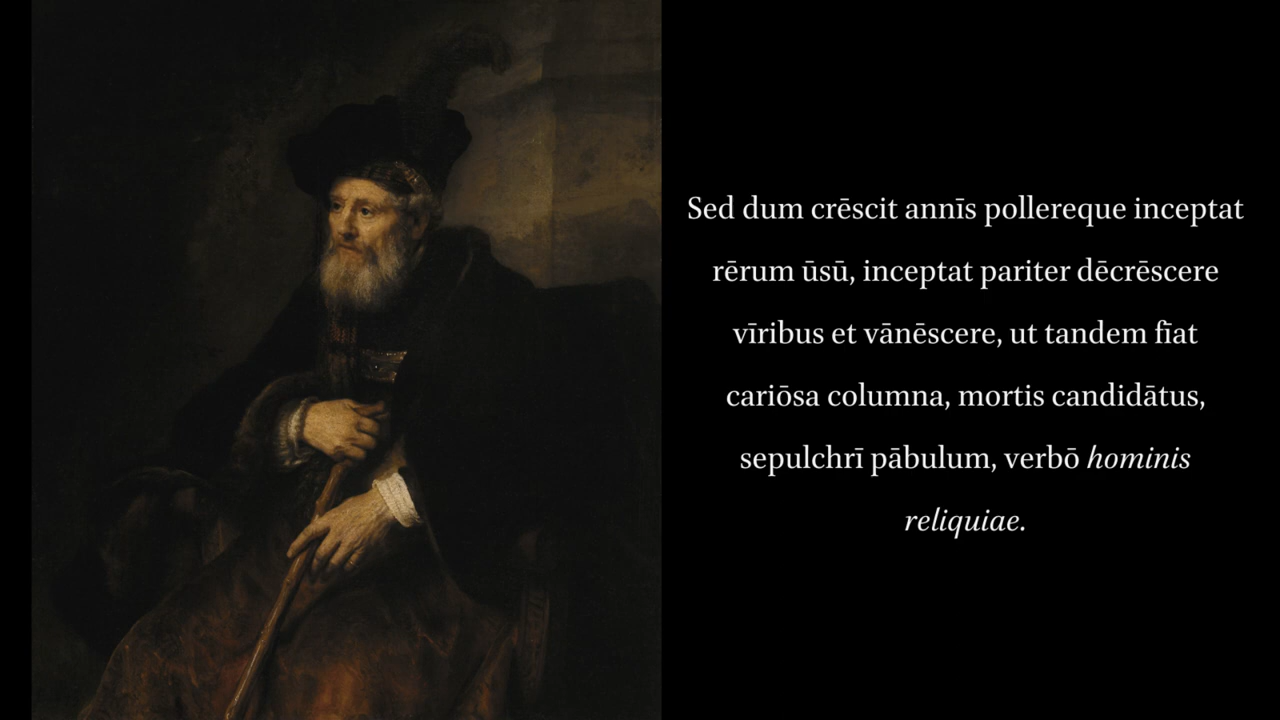 Sed dum crēscit annīs pollereque inceptat
rērum ūsū, inceptat pariter dēcrēscere
vīribus et vānēscere, ut tandem fīat
cariōsa columna, mortis candidātus,
sepulchrī pābulum, verbō hominis
reliquiae.